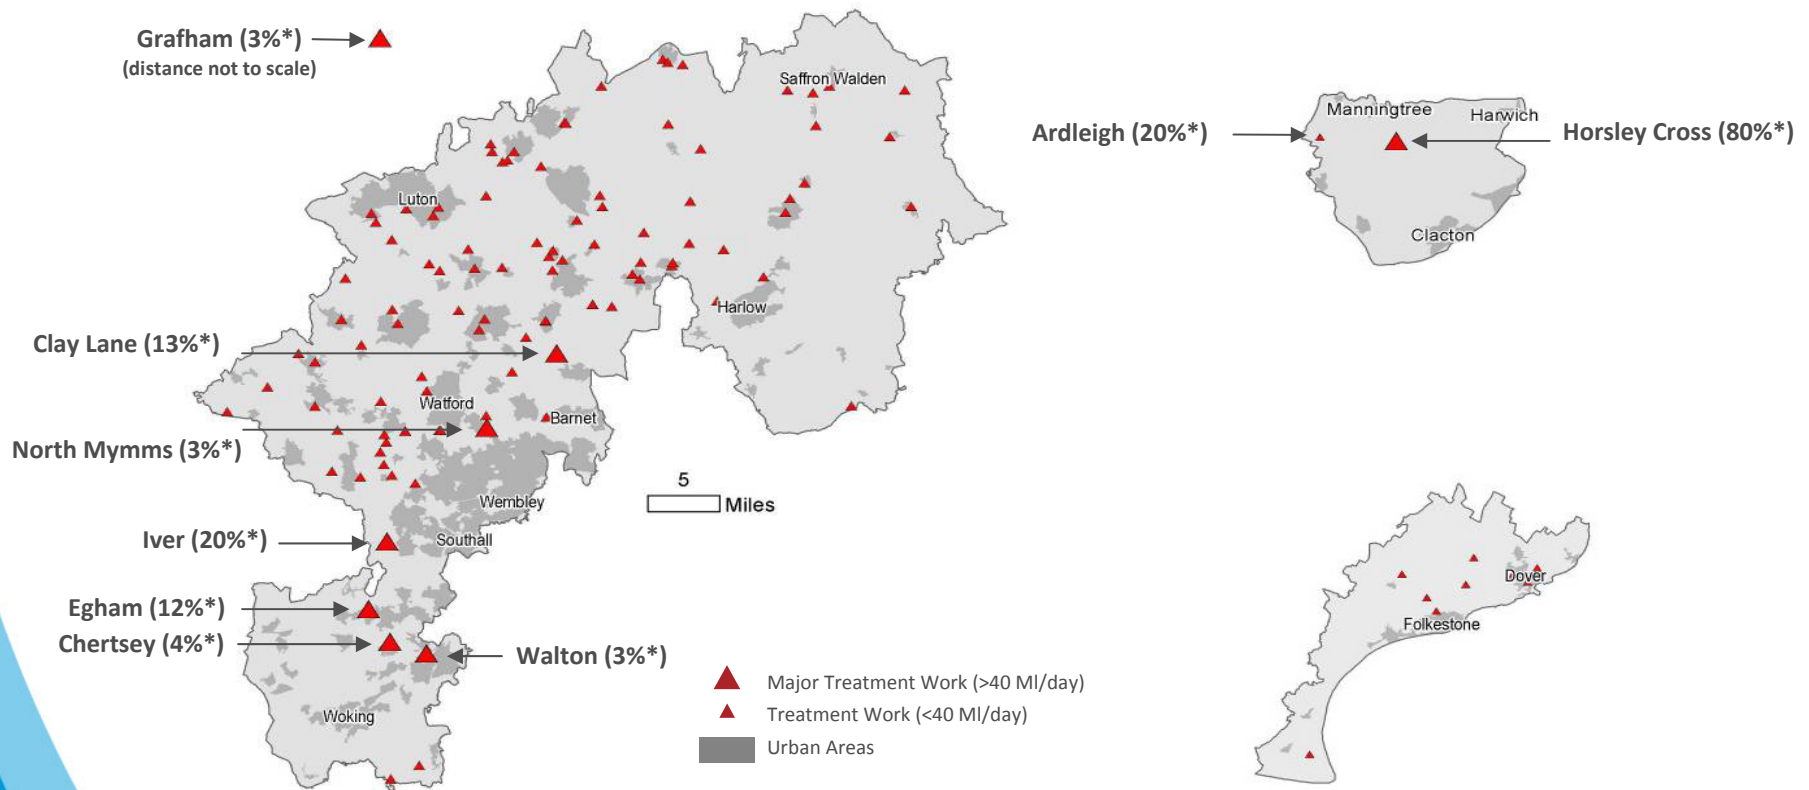 Grafham (3%*)
(distance not to scale)
Saffron Walden
Manningtree
Harwich
Ardleigh (20%*)
Horsley Cross (80%*)
Luton
Clacton
Harlow
Clay Lane (13%*)
Watford
Barnet
North Mymms (3%*)
5
Miles
Wembley
Iver (20%*)
Southall
Dover
Egham (12%*)
Folkestone
Chertsey (4%*)
Walton (3%*)
Major Treatment Work (>40 Ml/day)
Treatment Work (<40 Ml/day)
Woking
Urban Areas